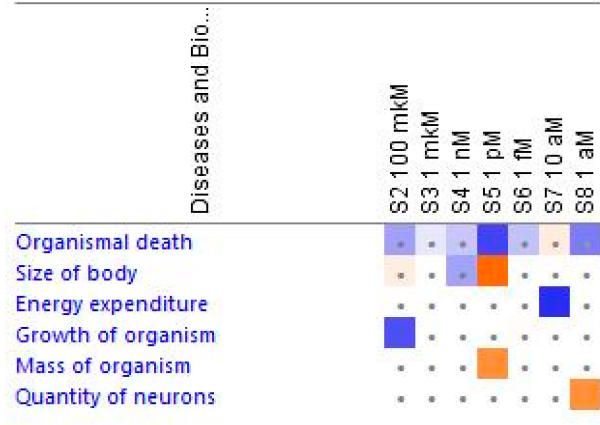 Diseases and Bio...
S2 100 mkM
S3 1 mkM
S4 1 nM
S5 1 pM
S6 1 fM
S7 10 aM
S8 1 aM
Organismal death
Size of body
Energy expenditure
Growth of organism
Mass of organism
Quantity of neurons